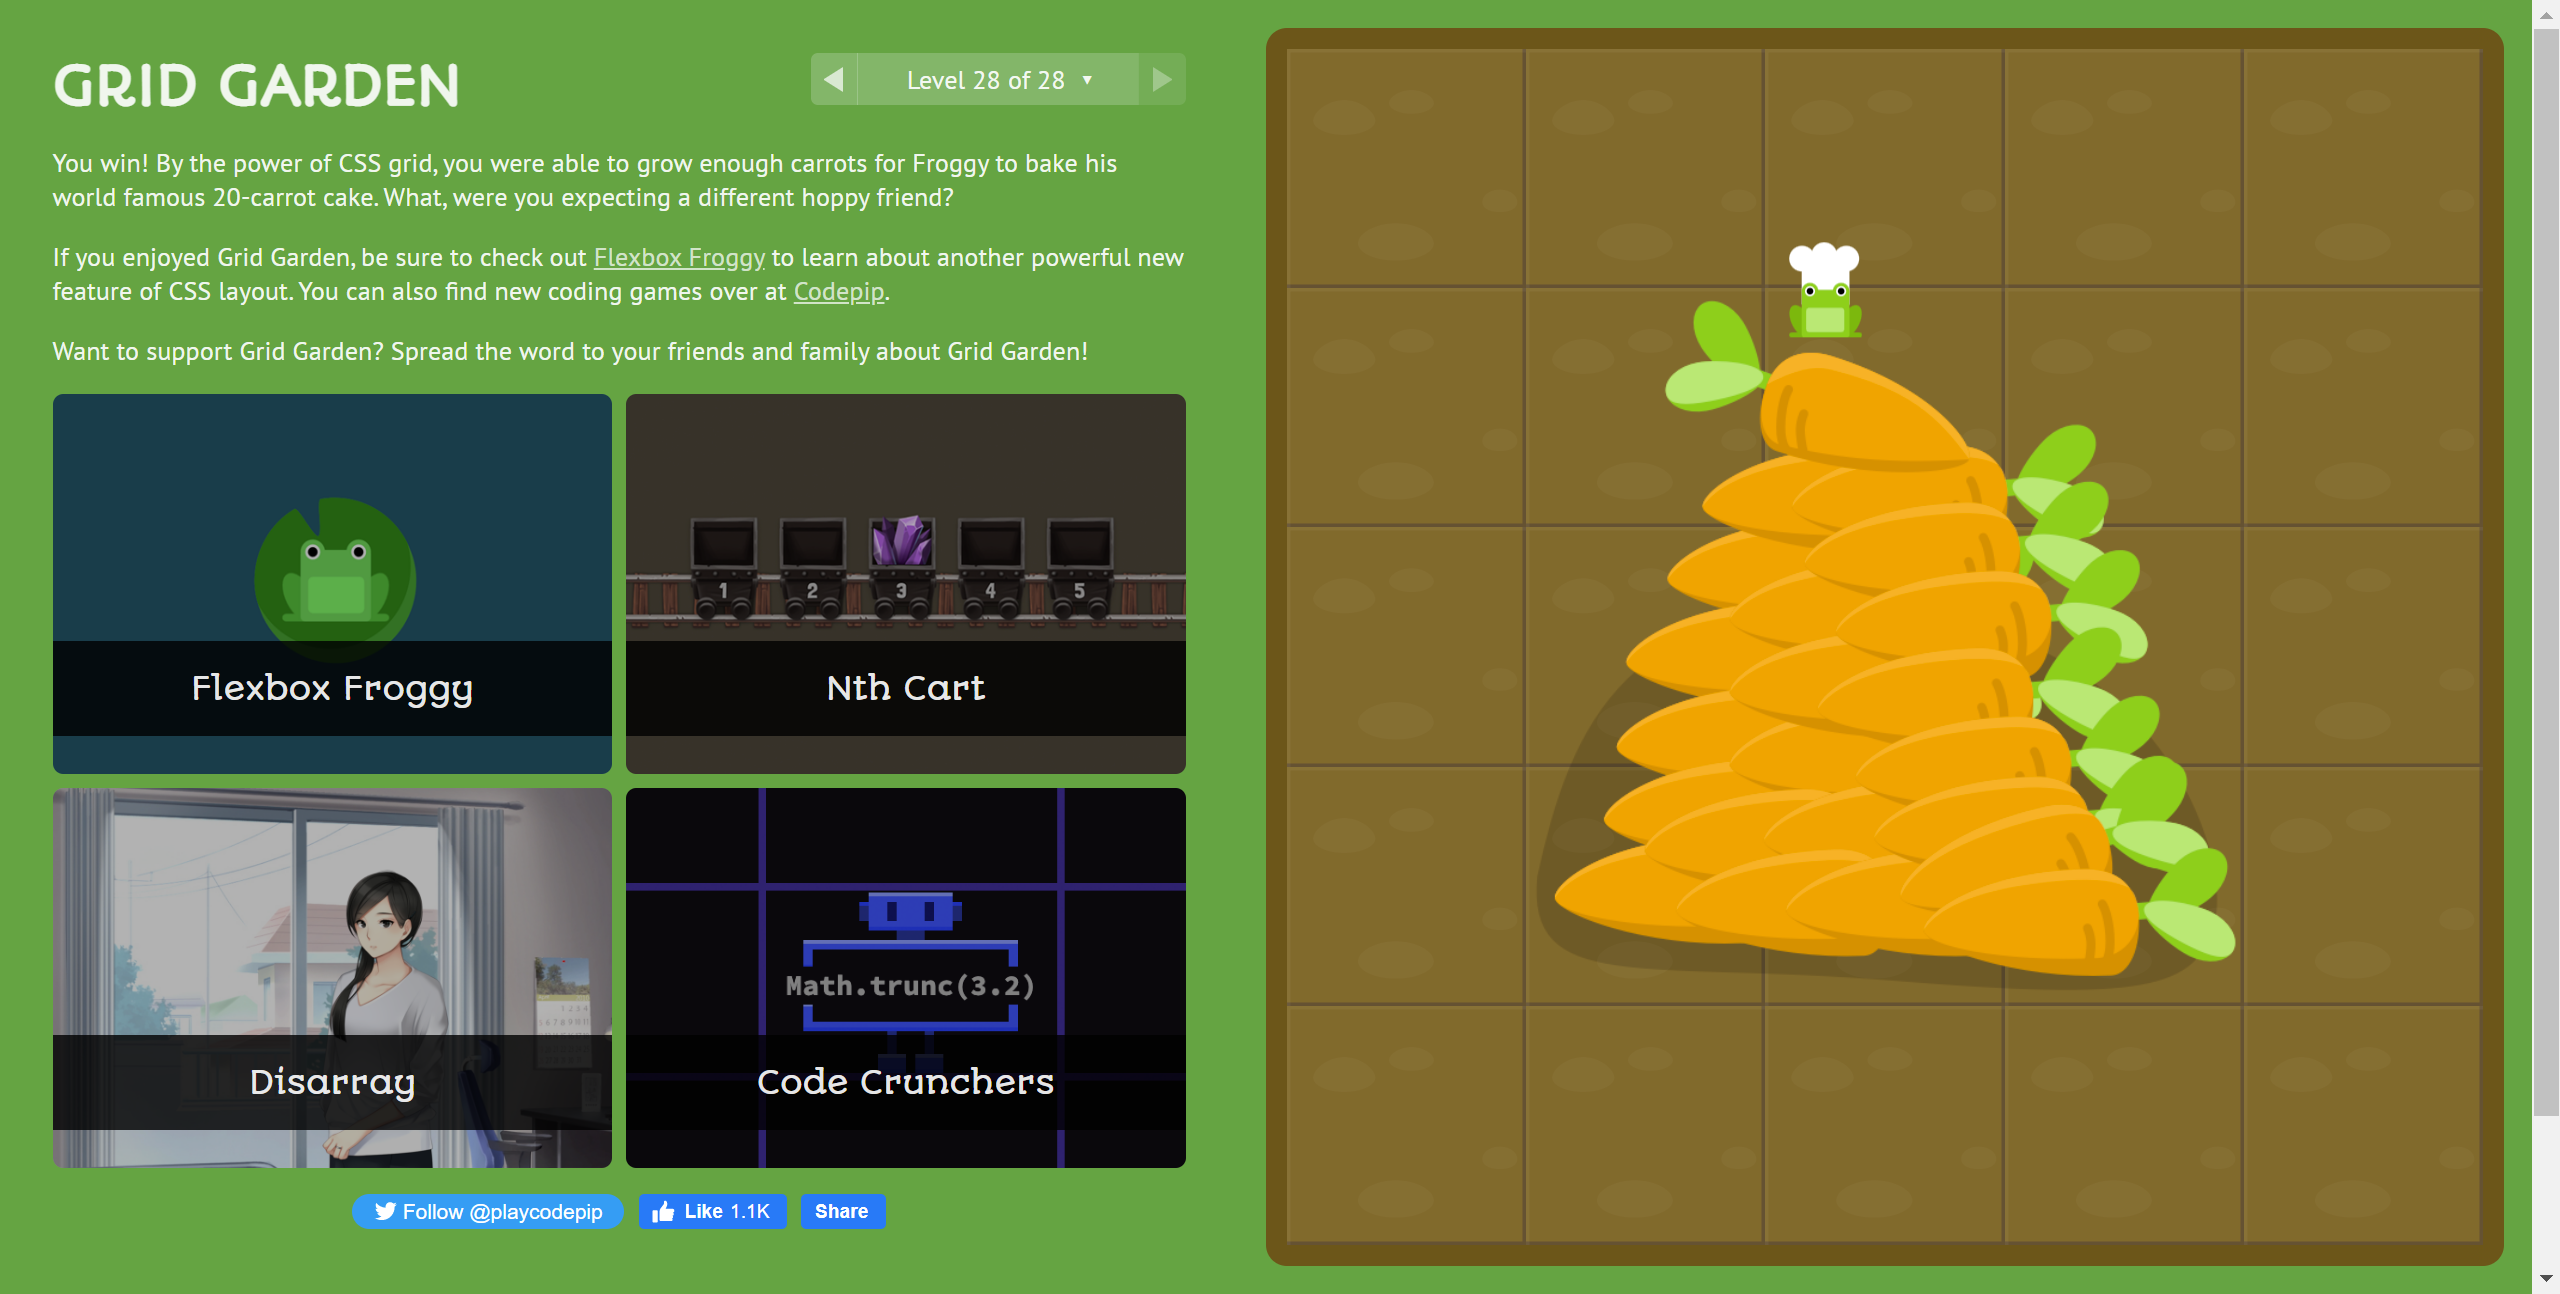 GRID GARDEN
Level 28 of 28 ▼
You win! By the power of CSS grid, you were able to grow enough carrots for Froggy to bake his
world famous 20-carrot cake. What, were you expecting a different hoppy friend?
If you enjoyed Grid Garden, be sure to check out Flexbox Froggy to learn about another powerful new
feature of CSS layout. You can also find new coding games over at Codepip.
Want to support Grid Garden? Spread the word to your friends and family about Grid Garden!
Flexbox Froggy
1 2 3 4 5
Nth Cart
Disarray
Math.trunc(3.2)
Code Crunchers
Follow @playcodepip
Like 1.1K
Share